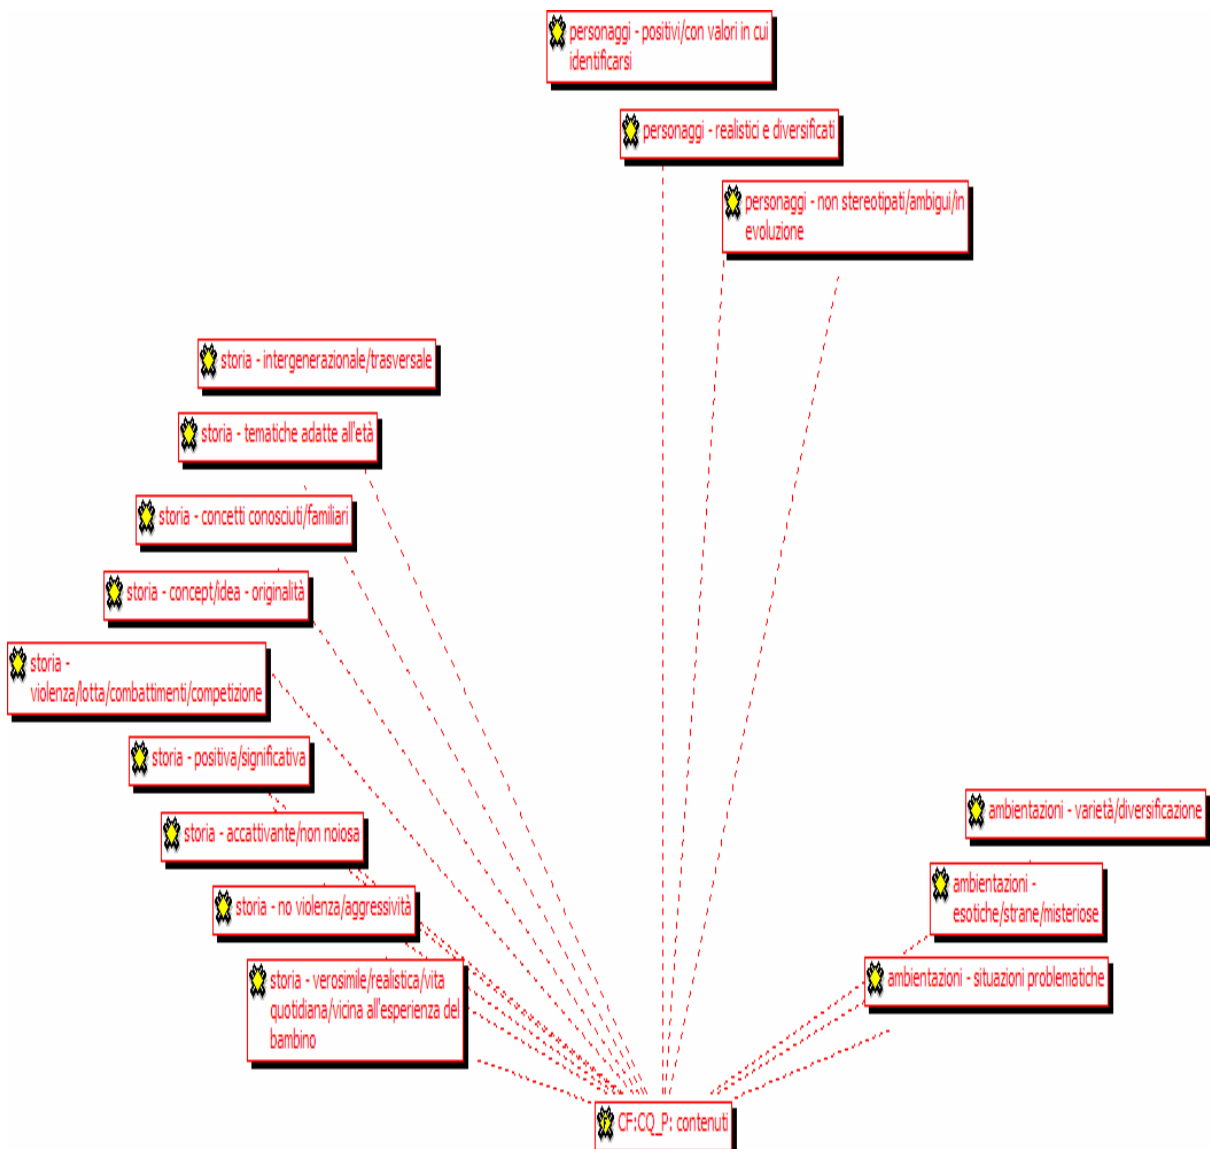 personaggi - positivi/con valori in cui
identificarsi
personaggi - realistici e diversificati
personaggi - non stereotipati/ambigui/in
evoluzione
storia - intergenerazionale/trasversale
storia - tematiche adatte all'età
storia - concetti conosciuti/familiari
storia - concept/idea - originalità
storia -
violenza/lotta/combattimenti/competizione
storia - positiva/significativa
storia - accattivante/non noiosa
storia - no violenza/aggressività
storia - verosimile/realistica/vita
quotidiana/vicina all'esperienza del
bambino
ambientazioni - varietà/diversificazione
ambientazioni -
esotiche/strane/misteriose
ambientazioni - situazioni problematiche
CF:CQ_P: contenuti